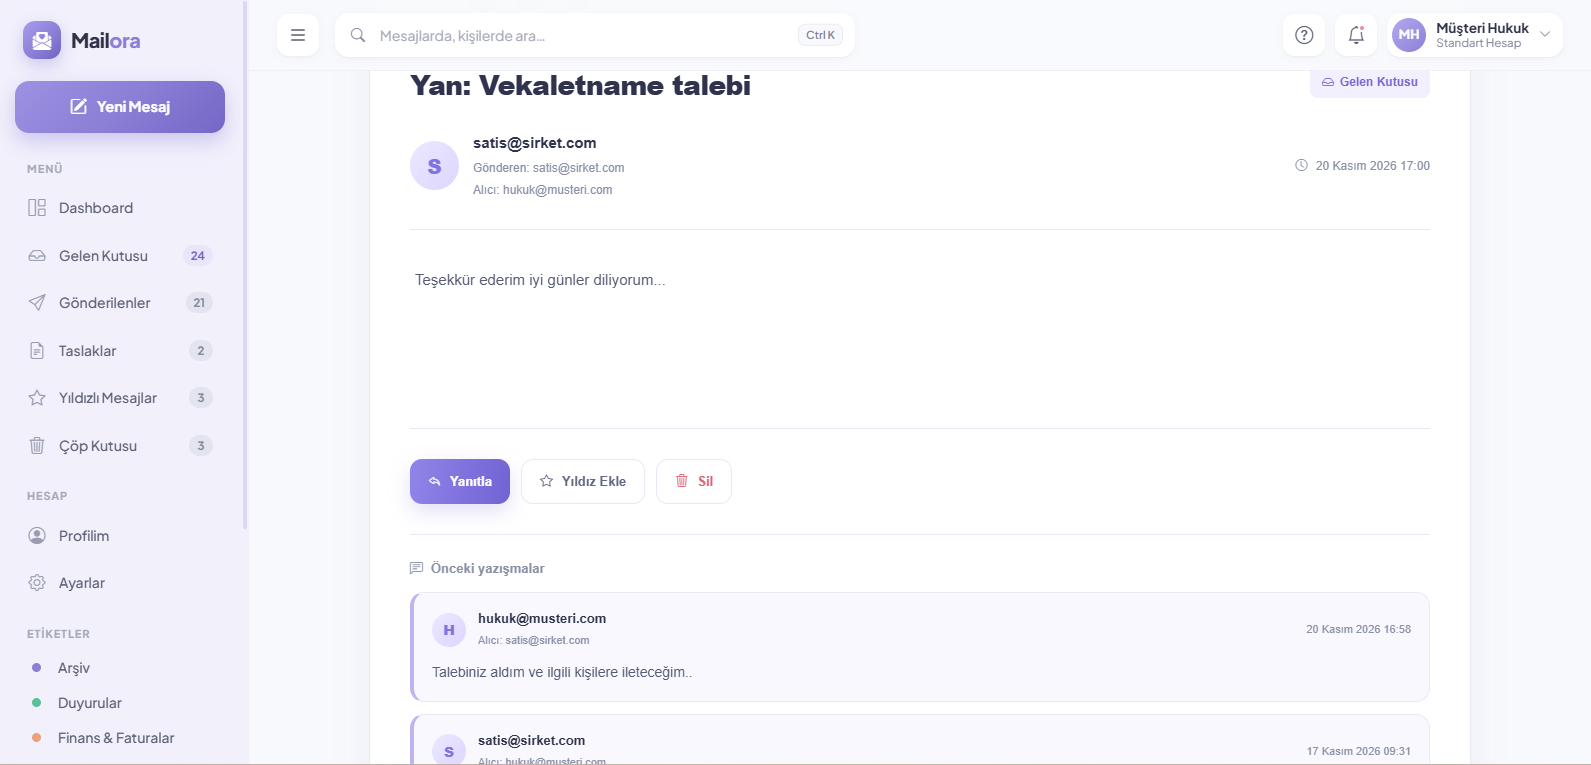 Mailora
Mesajlarda, kişilerde ara...
Ctrl K
MH
Müşteri Hukuk
Standart Hesap
Yeni Mesaj
MENÜ
Dashboard
Gelen Kutusu
24
Gönderilenler
21
Taslaklar
2
Yıldızlı Mesajlar
3
Çöp Kutusu
3
HESAP
Profilim
Ayarlar
ETİKETLER
Arşiv
Duyurular
Finans & Faturalar
Yan: Vekaletname talebi
Gelen Kutusu
S
satis@sirket.com
Gönderen: satis@sirket.com
Alıcı: hukuk@musteri.com
20 Kasım 2026 17:00
Teşekkür ederim iyi günler diliyorum...
Yanıtla
Yıldız Ekle
Sil
Önceki yazışmalar
H
hukuk@musteri.com
Alıcı: satis@sirket.com
20 Kasım 2026 16:58
Talebiniz aldım ve ilgili kişilere ileteceğim..
S
satis@sirket.com
Alıcı: hukuk@musteri.com
17 Kasım 2026 09:31